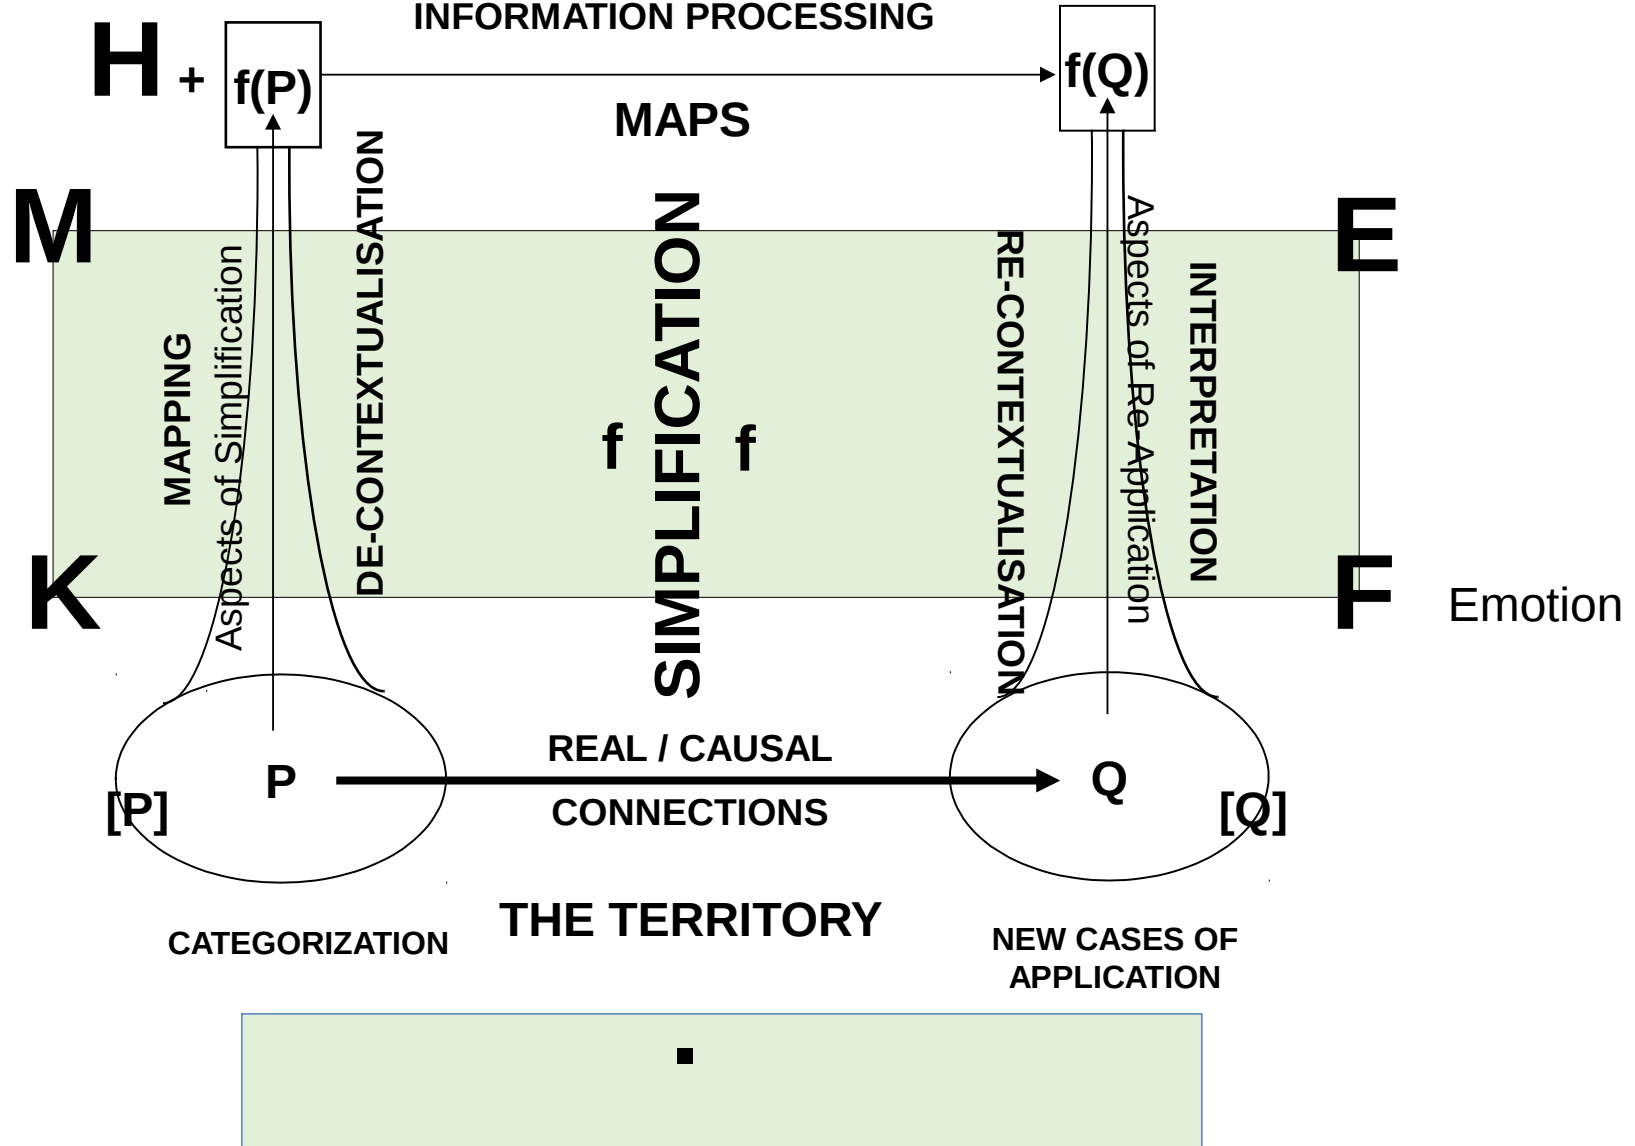 INFORMATION PROCESSING
H + f(P)
f(Q)
MAPS
M
E
MAPPING
Aspects of Simplification
DE-CONTEXTUALISATION
f
SIMPLIFICATION
f
RE-CONTEXTUALISATION
Aspects of Re-Application
INTERPRETATION
K
F
Emotion
REAL / CAUSAL
P
Q
[P]
CONNECTIONS
[Q]
THE TERRITORY
CATEGORIZATION
NEW CASES OF
APPLICATION